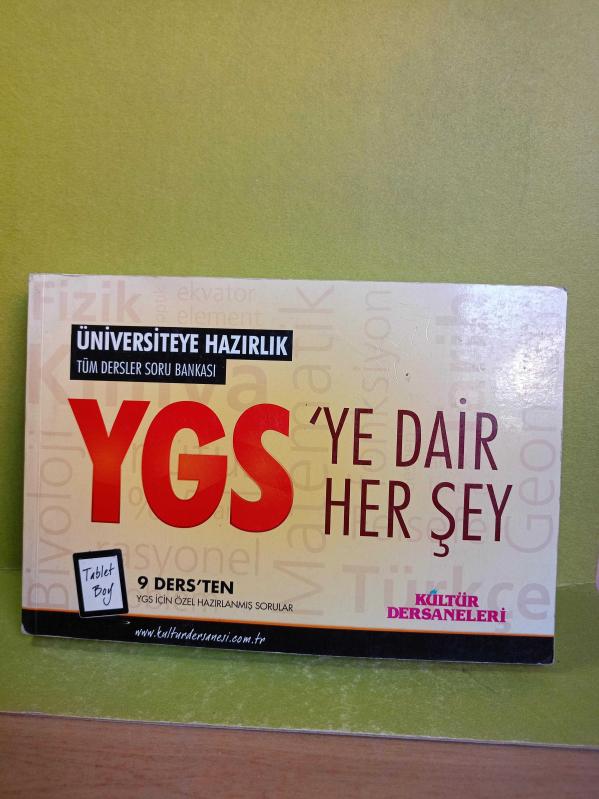 ÜNİVERSİTEYE HAZIRLIK
TÜM DERSLER SORU BANKASI
YGS 'YE DAİR
HER ŞEY
Tablet
Boy
9 DERS'TEN
YGS İÇİN ÖZEL HAZIRLANMIŞ SORULAR
KÜLTÜR
DERSANELERİ
www.kulturdersanesi.com.tr
fizik
ekvator
element
Kimya
Matematik
Biyoloji
rasyonel
Türkçe